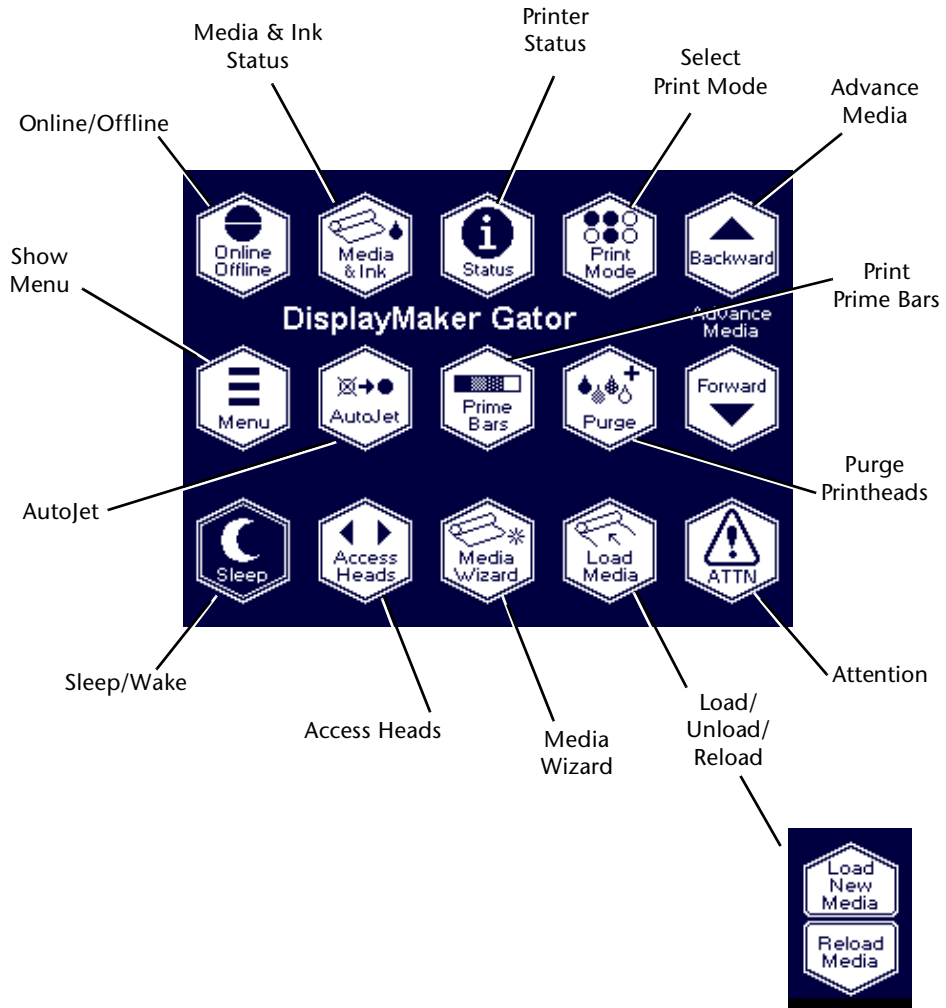 Printer
Status
Media & Ink
Status
Select
Print Mode
Advance
Media
Online/Offline
Online
Offline
Media
& Ink
Status
Print
Mode
Backward
Show
Menu
Print
Prime Bars
DisplayMaker Gator
Advance
Media
Menu
AutoJet
Prime
Bars
Purge
Forward
Purge
Printheads
AutoJet
Sleep
Access
Heads
Media
Wizard
Load
Media
ATTN
Sleep/Wake
Attention
Access Heads
Media
Wizard
Load/
Unload/
Reload
Load
New
Media
Reload
Media